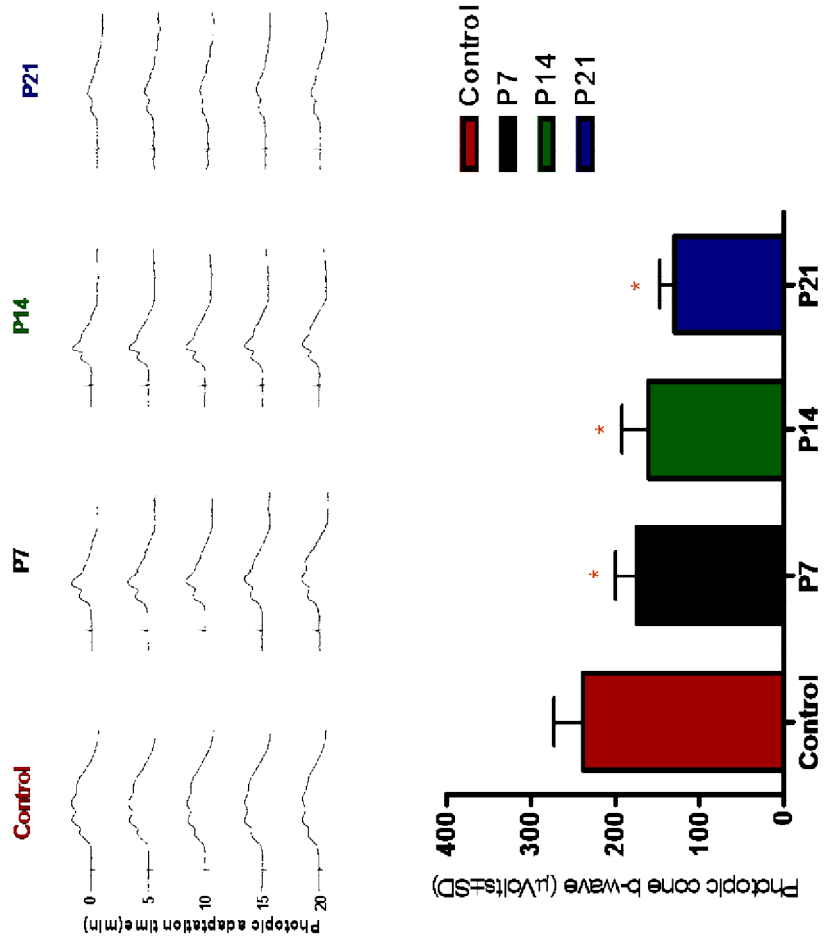 Control
P7
P14
P21
Photopic adaptation time(min)
0
5
10
15
20
Photopic cone b-wave (µVolts±SD)
400
300
200
100
0
*
*
*
Control
P7
P14
P21
Control
P7
P14
P21